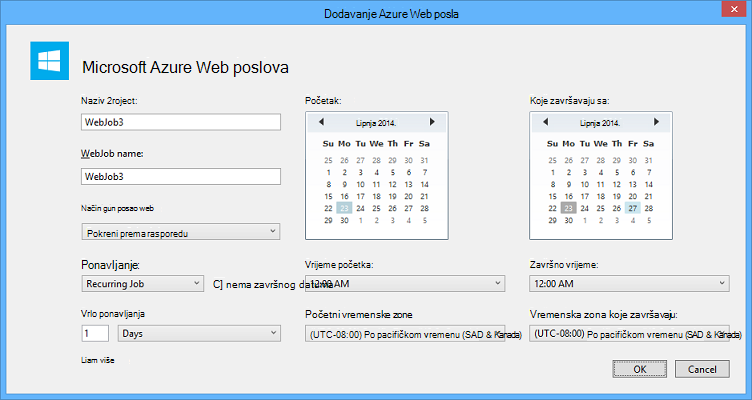 Dodavanje Azure Web posla
Microsoft Azure Web poslova
Naziv 2roject:
WebJob3
WebJob name:
WebJob3
Način gun posao web
Pokreni prema rasporedu
Ponavljanje:
Recurring Job
C] nema završnog datuma
Vrlo ponavljanja
1 Days
Liam više
Početak:
Lipnja 2014.
Su Mo Tu We Th Fr Sa
25 26 27 28 29 30 31
1 2 3 4 5 6 7
8 9 10 11 12 13 14
15 16 17 18 19 20 21
22 23 24 25 26 27 28
29 30 1 2 3 4 5
Vrijeme početka:
12:00 AM
Početni vremenske zone
(UTC-08:00) Po pacifičkom vremenu (SAD & Kanada)
Koje završavaju sa:
Lipnja 2014.
Su Mo Tu We Th Fr Sa
25 26 27 28 29 30 31
1 2 3 4 5 6 7
8 9 10 11 12 13 14
15 16 17 18 19 20 21
22 23 24 25 26 27 28
29 30 1 2 3 4 5
Završno vrijeme:
12:00 AM
Vremenska zona koje završavaju:
(UTC-08:00) Po pacifičkom vremenu (SAD & Kanada)
OK
Cancel